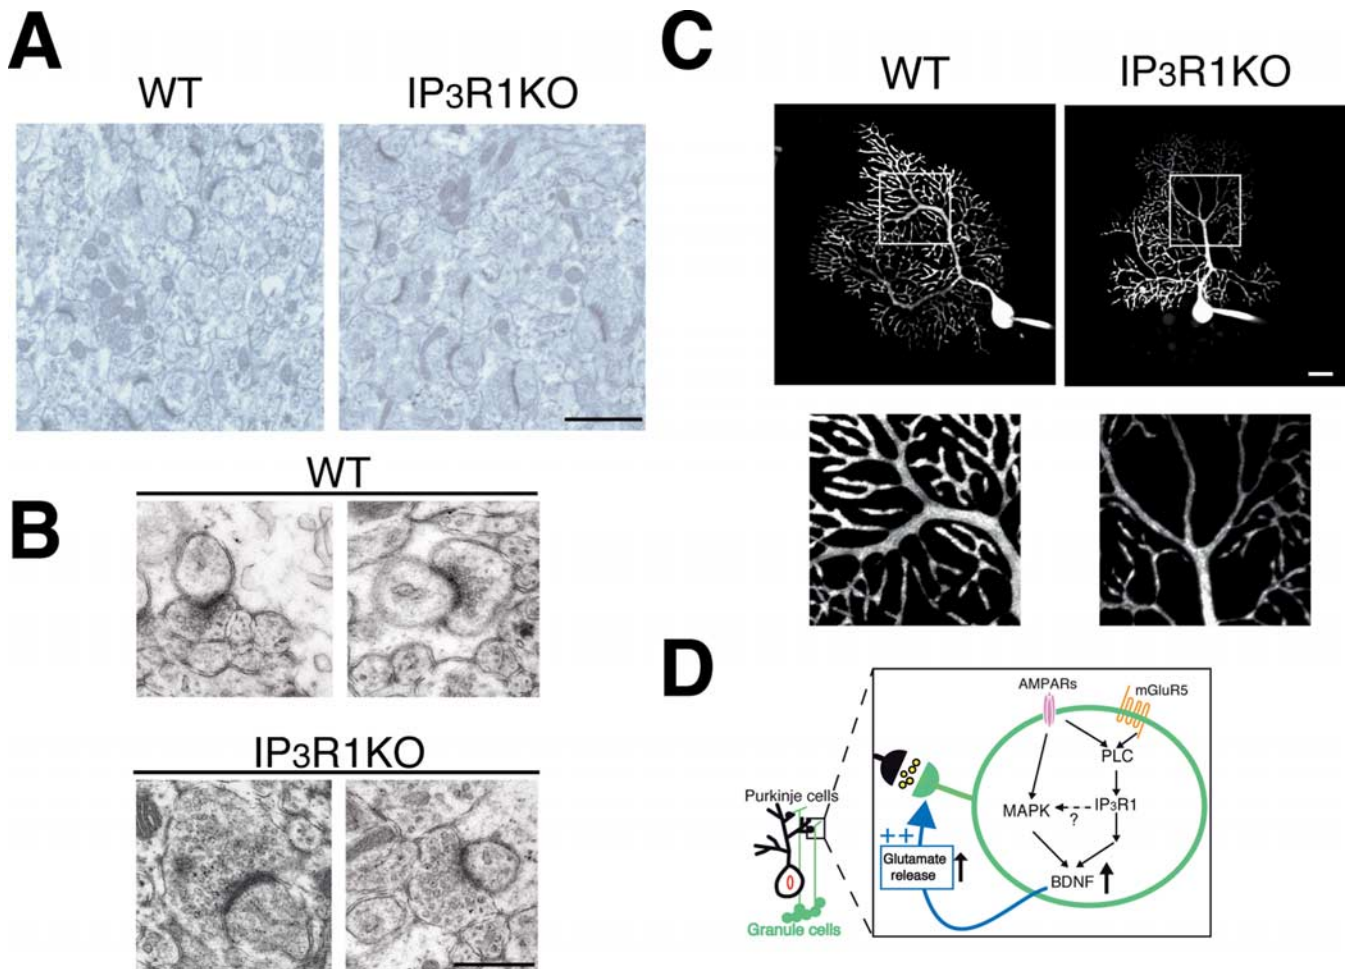 A
WT
IP3R1KO
B
WT
IP3R1KO
C
WT
IP3R1KO
D
AMPARs
mGluR5
PLC
Purkinje cells
MAPK
IP3R1
?
++
Glutamate
release
BDNF
Granule cells